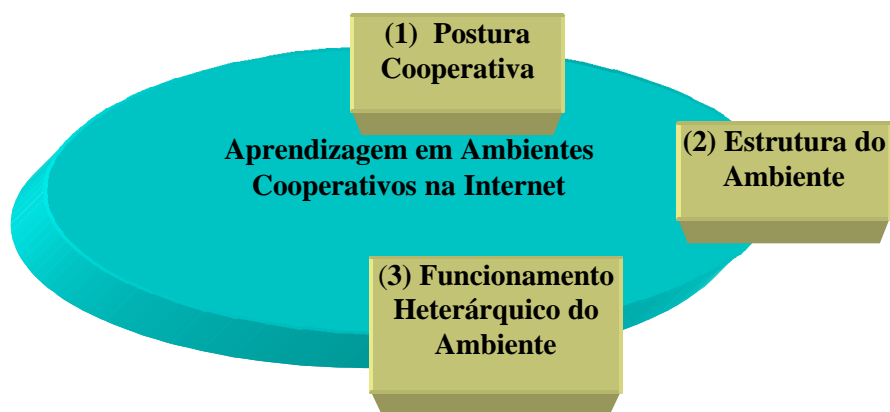 (1) Postura
Cooperativa
Aprendizagem em Ambientes
Cooperativos na Internet
(2) Estrutura do
Ambiente
(3) Funcionamento
Heterárquico do
Ambiente